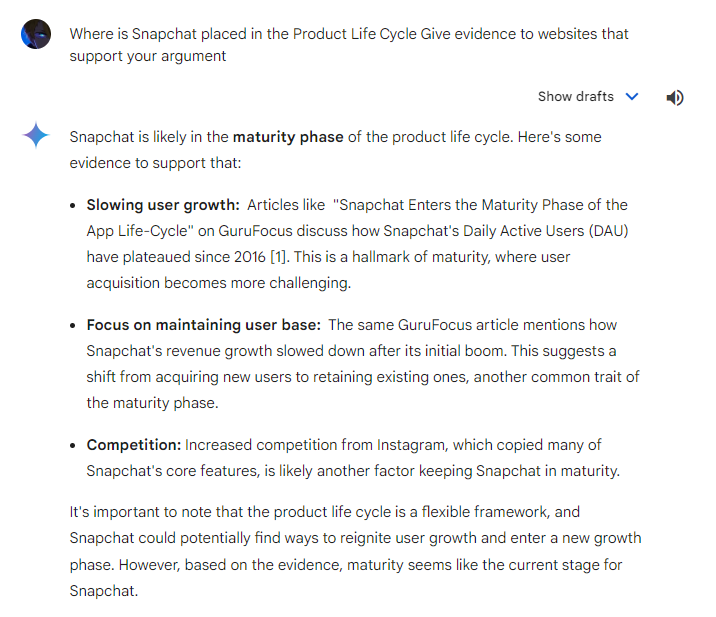 Where is Snapchat placed in the Product Life Cycle Give evidence to websites that
support your argument
Show drafts
Snapchat is likely in the maturity phase of the product life cycle. Here's some
evidence to support that:
• Slowing user growth: Articles like "Snapchat Enters the Maturity Phase of the
App Life-Cycle" on GuruFocus discuss how Snapchat's Daily Active Users (DAU)
have plateaued since 2016 [1]. This is a hallmark of maturity, where user
acquisition becomes more challenging.
• Focus on maintaining user base: The same GuruFocus article mentions how
Snapchat's revenue growth slowed down after its initial boom. This suggests a
shift from acquiring new users to retaining existing ones, another common trait of
the maturity phase.
• Competition: Increased competition from Instagram, which copied many of
Snapchat's core features, is likely another factor keeping Snapchat in maturity.
It's important to note that the product life cycle is a flexible framework, and
Snapchat could potentially find ways to reignite user growth and enter a new growth
phase. However, based on the evidence, maturity seems like the current stage for
Snapchat.